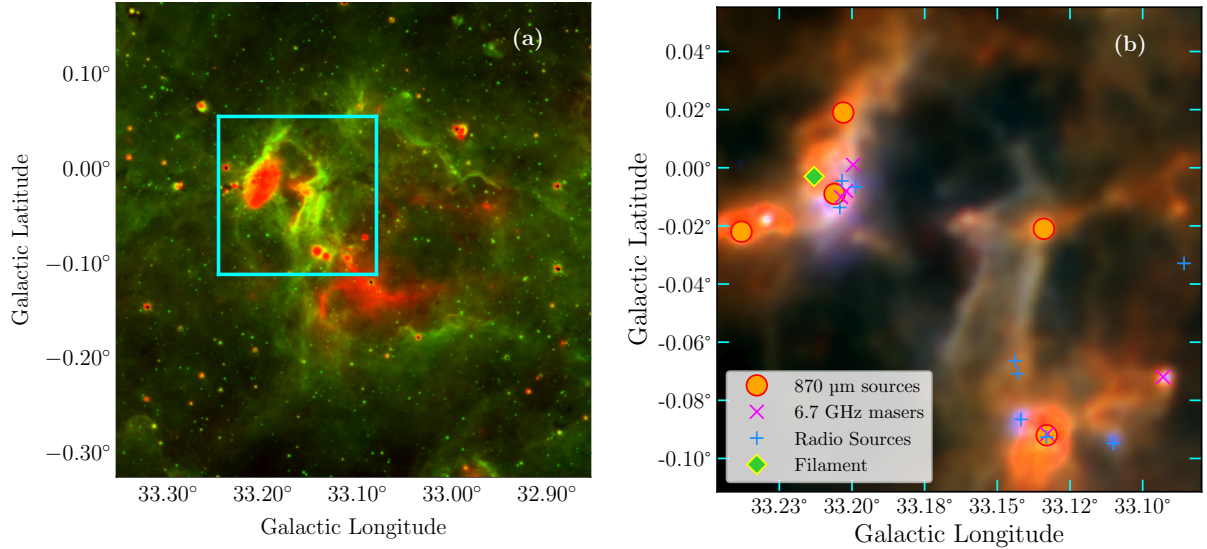 (a)
0.10°
0.00°
−0.10°
−0.20°
−0.30°
Galactic Latitude
33.30° 33.20° 33.10° 33.00° 32.90°
Galactic Longitude
(b)
0.04°
0.02°
0.00°
-0.02°
-0.04°
-0.06°
-0.08°
-0.10°
Galactic Latitude
870 µm sources
6.7 GHz masers
Radio Sources
Filament
33.23° 33.20° 33.15° 33.12° 33.10°
Galactic Longitude